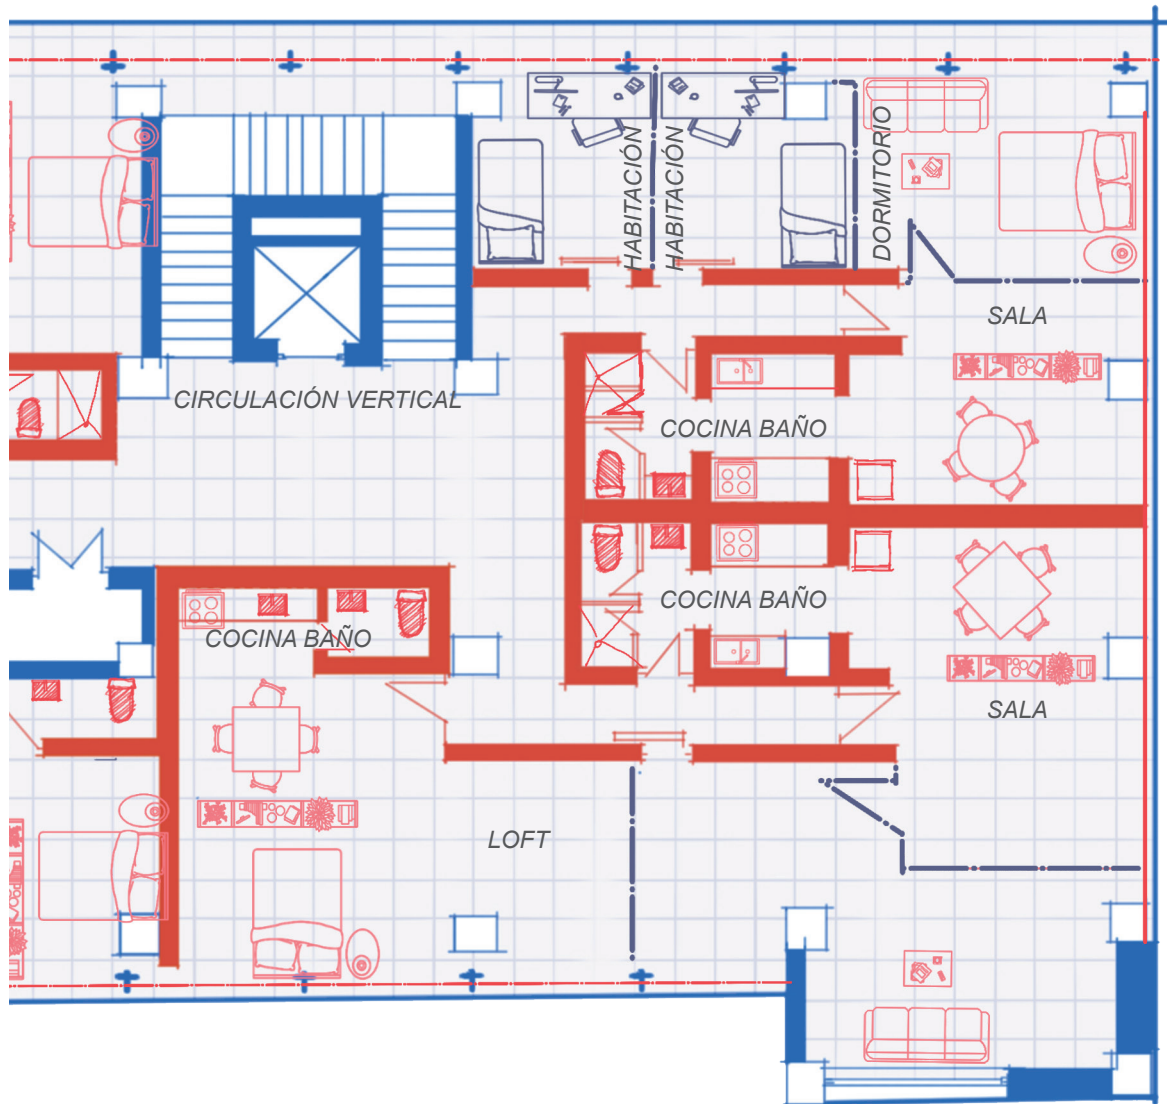 HABITACIÓN
HABITACIÓN
DORMITORIO
SALA
CIRCULACIÓN VERTICAL
COCINA BAÑO
COCINA BAÑO
COCINA BAÑO
SALA
LOFT